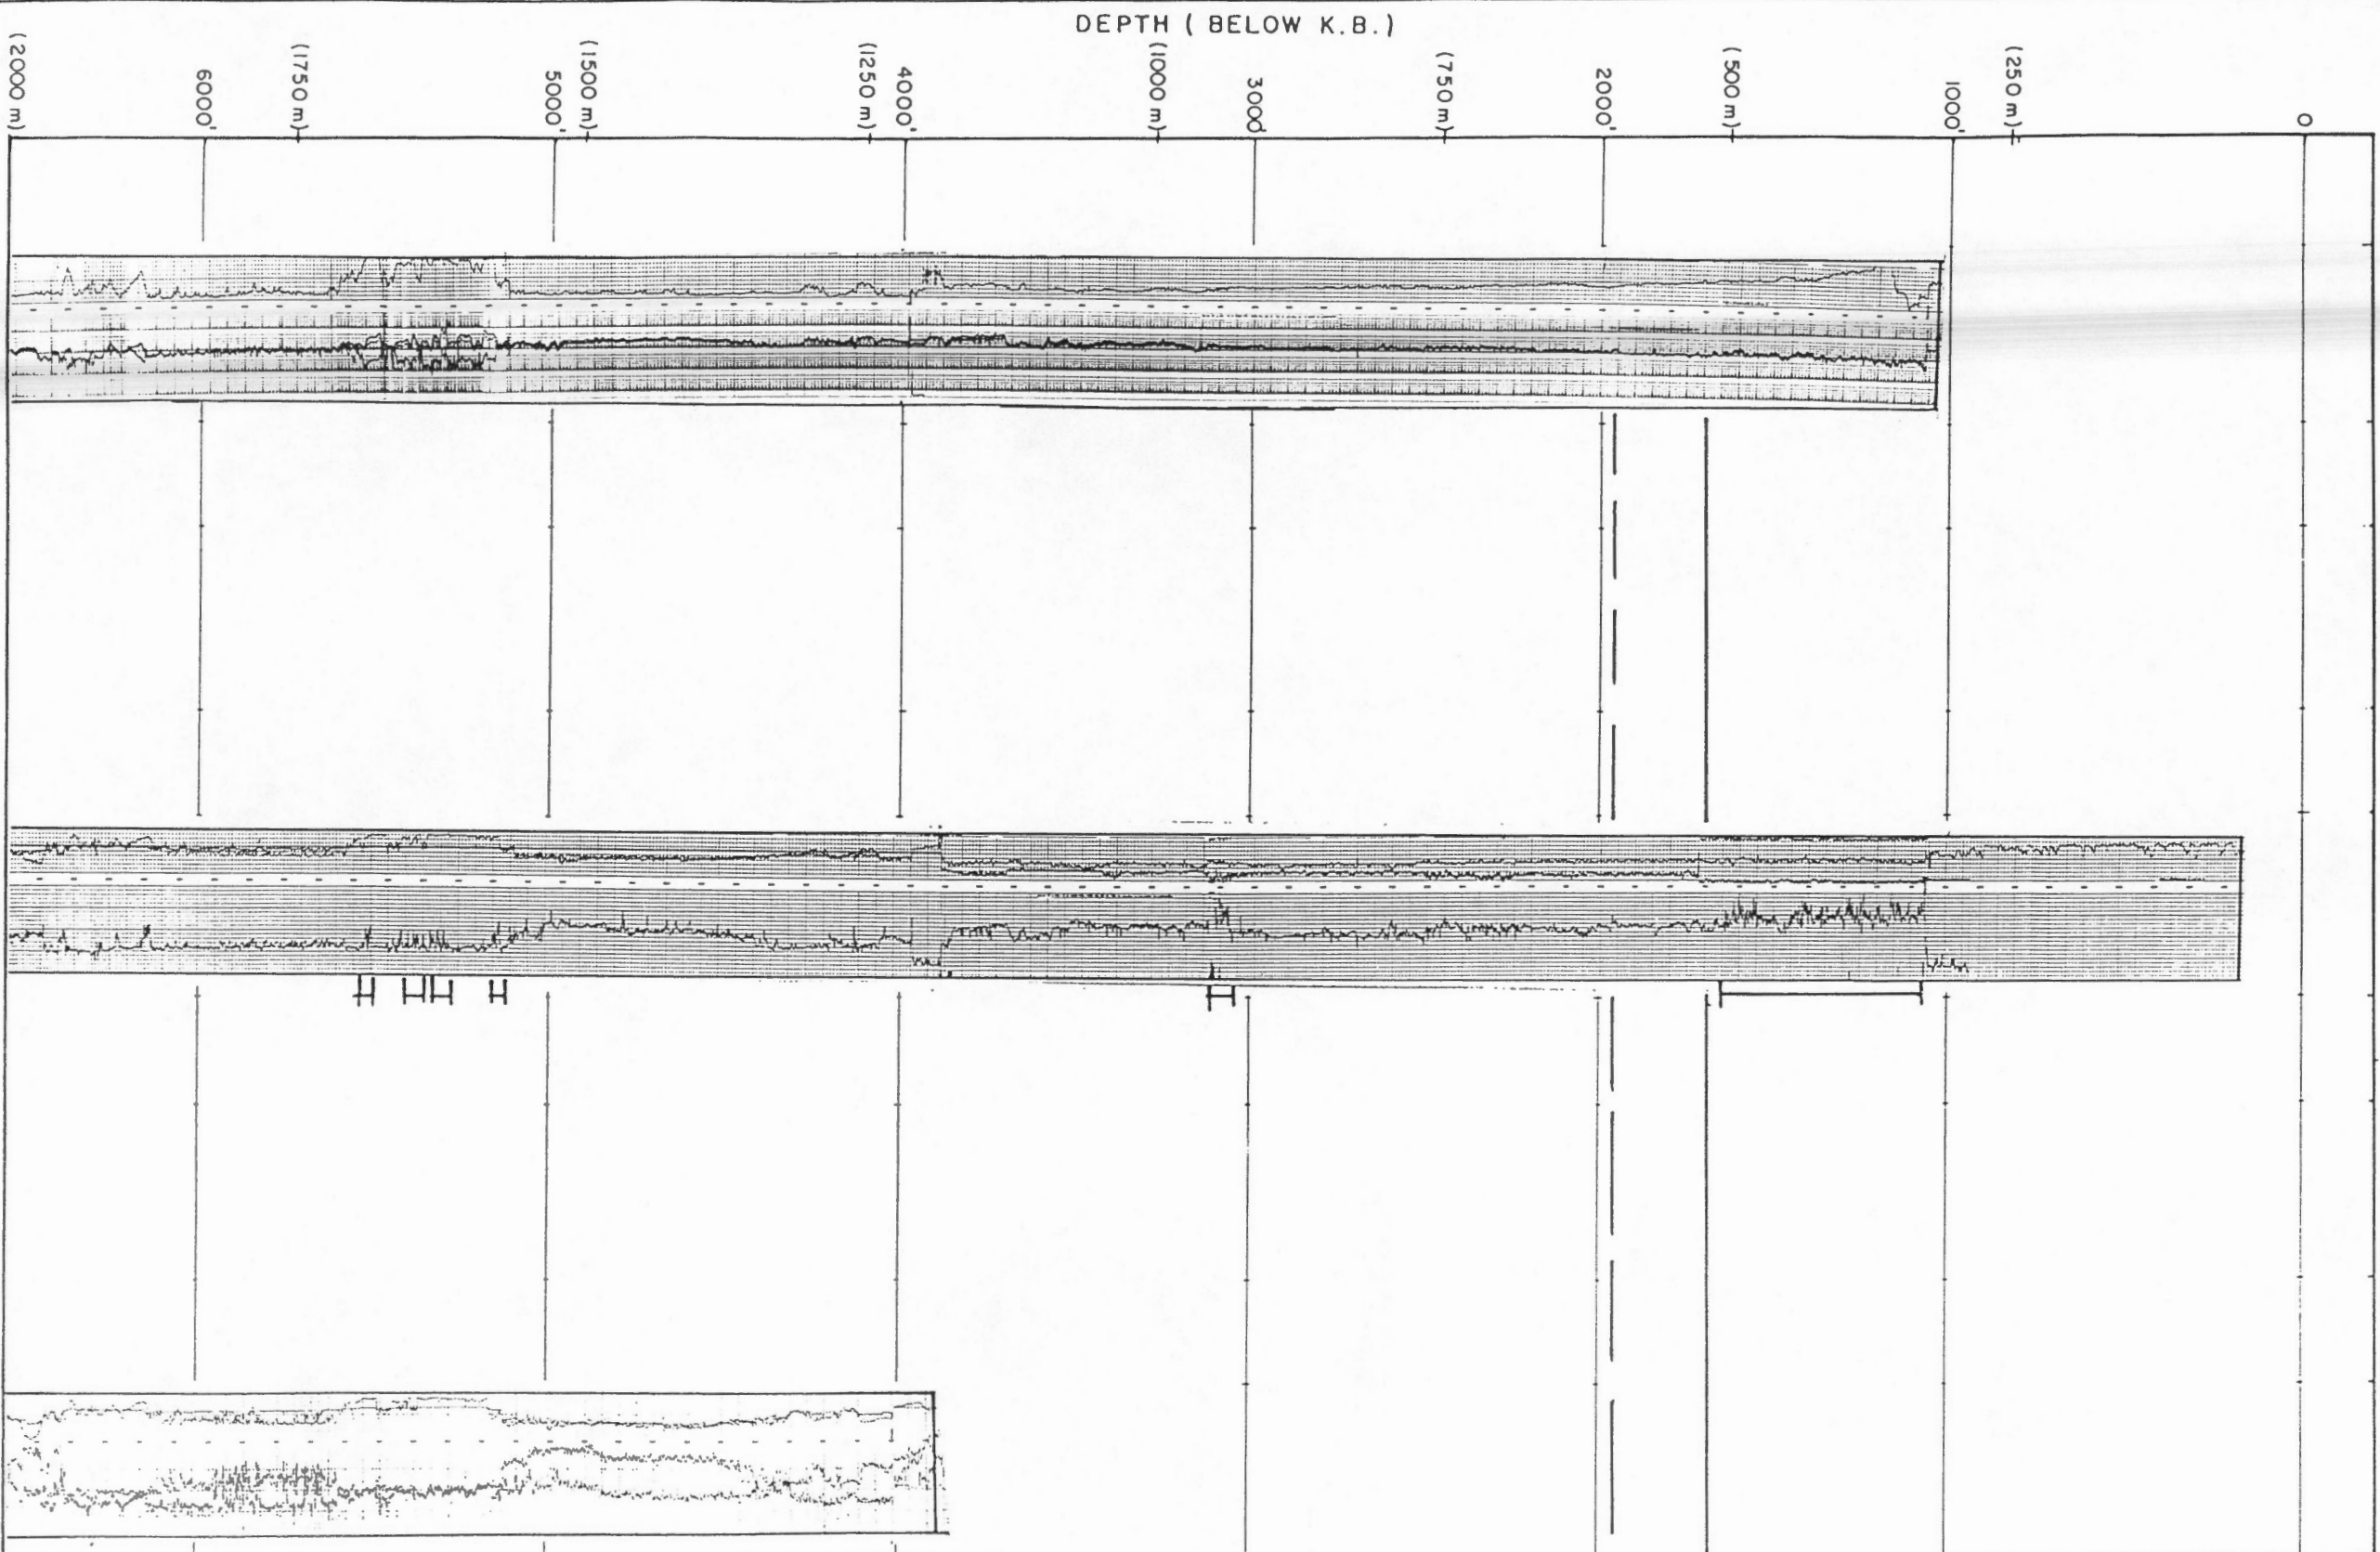 DEPTH ( BELOW K.B.)
(2000 m)
6000'
(1750 m)
5000'
(1500 m)
(1250 m)
4000'
(1000 m)
3000'
(750 m)
2000'
(500 m)
1000'
(250 m)
0